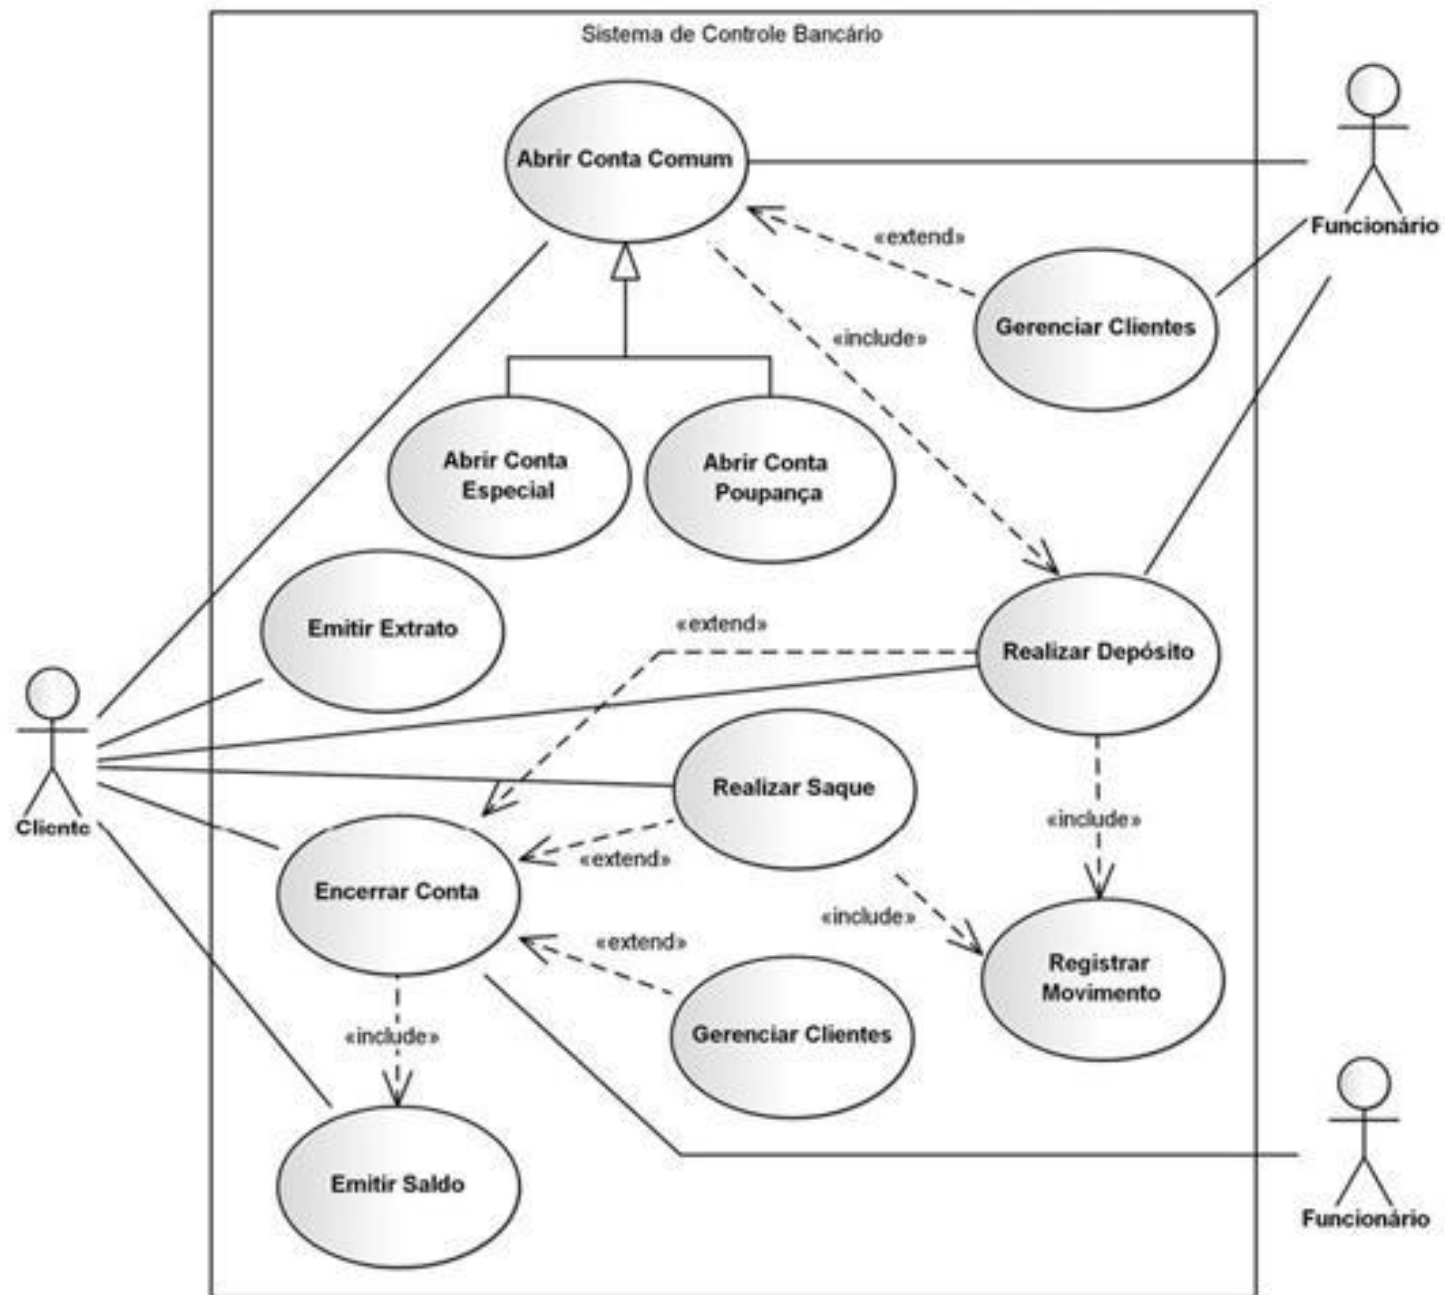 Sistema de Controle Bancário
Abrir Conta Comum
Funcionário
«extend»
Gerenciar Clientes
«include»
Abrir Conta
Especial
Abrir Conta
Poupança
Emitir Extrato
«extend»
Realizar Depósito
Realizar Saque
Cliente
«include»
«extend»
Encerrar Conta
«include»
«extend»
Registrar
Movimento
«include»
Gerenciar Clientes
Emitir Saldo
Funcionário